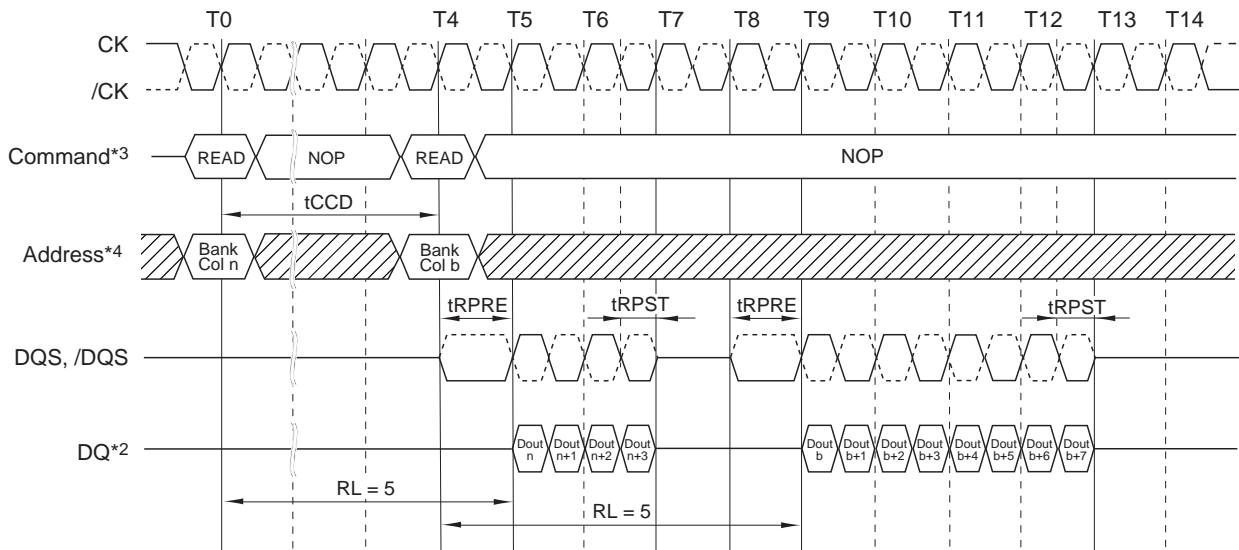 T0 T4 T5 T6 T7 T8 T9 T10 T11 T12 T13 T14
CK
/CK
Command*3 READ NOP READ NOP
tCCD
Address*4 Bank Col n Bank Col b
tRPRE tRPST tRPRE tRPST
DQS, /DQS
DQ*2 Dout n Dout n+1 Dout n+2 Dout n+3 Dout b Dout b+1 Dout b+2 Dout b+3 Dout b+4 Dout b+5 Dout b+6 Dout b+7
RL = 5
RL = 5